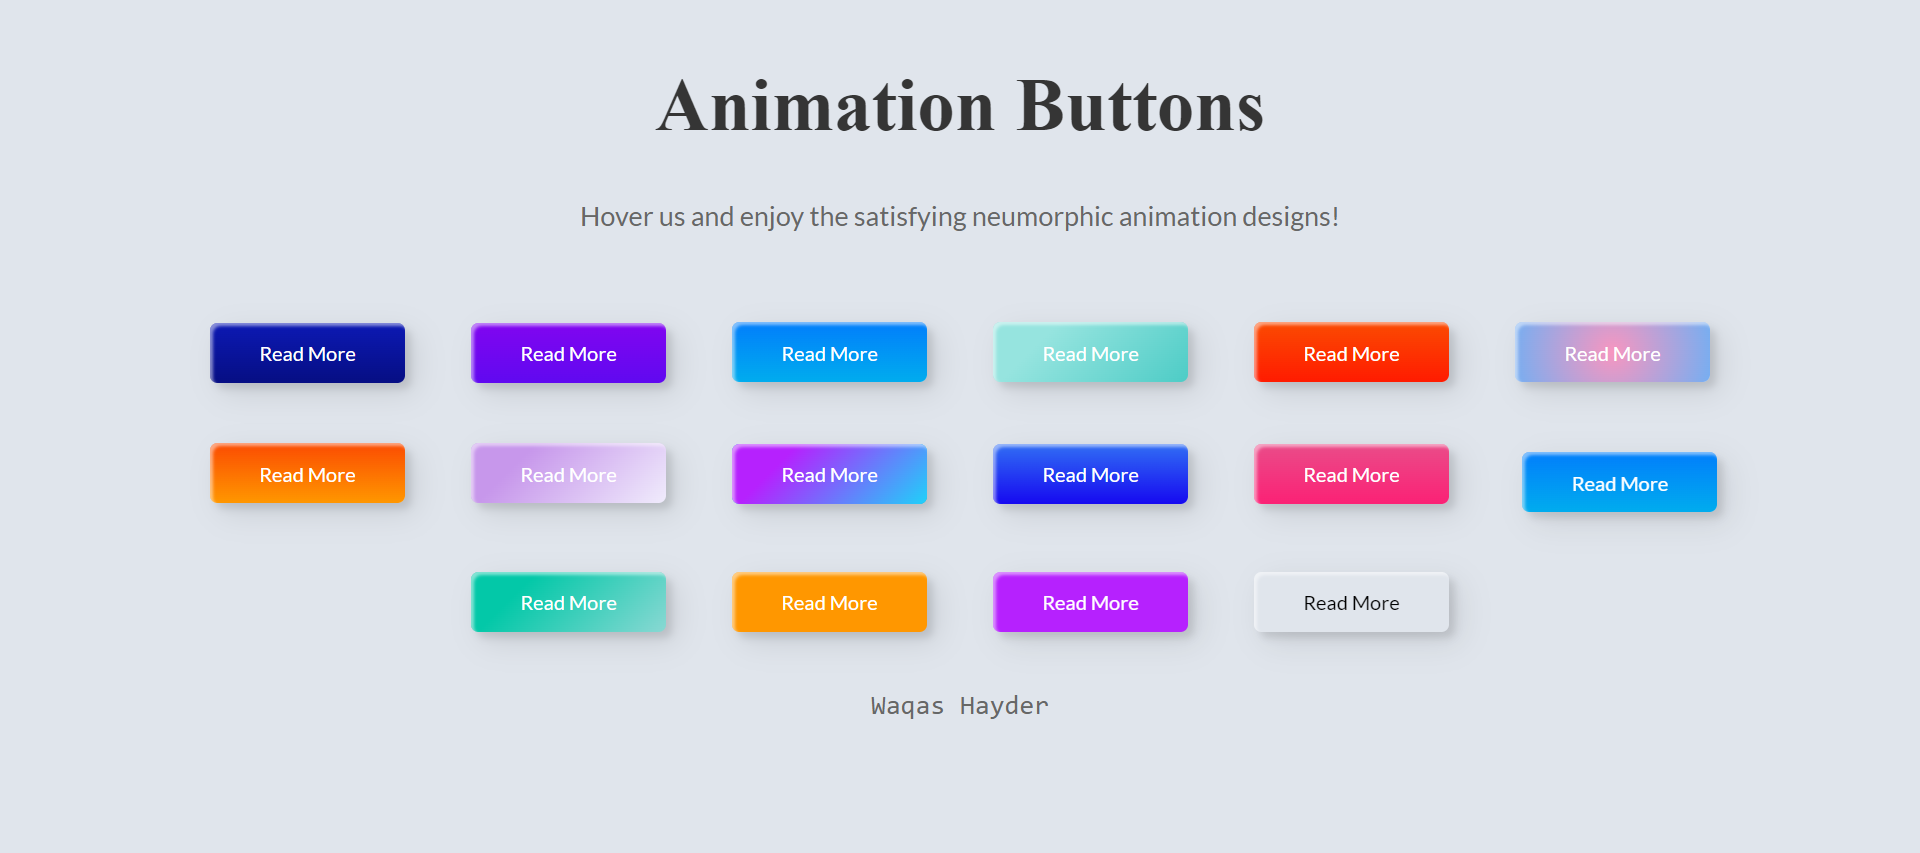 Animation Buttons
Hover us and enjoy the satisfying neumorphic animation designs!
Read More Read More Read More Read More Read More Read More
Read More Read More Read More Read More Read More Read More
Read More Read More Read More Read More
Waqas Hayder